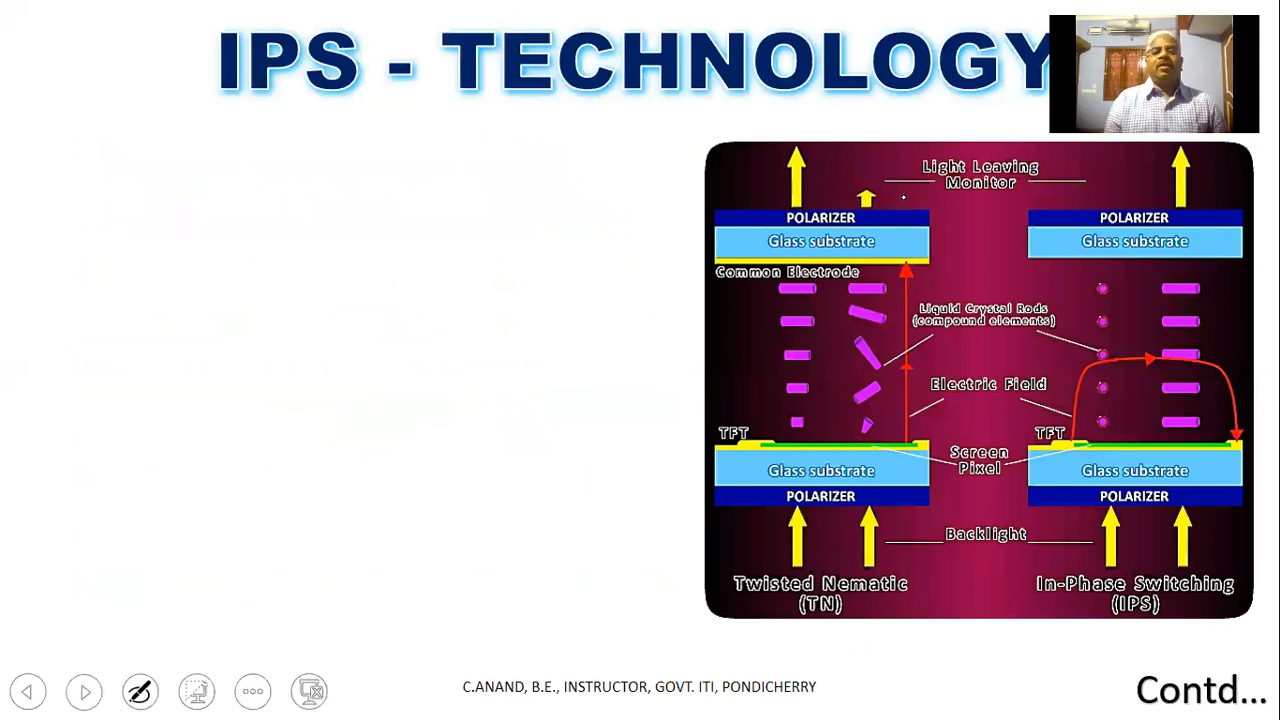 IPS - TECHNOLOGY
Light Leaving
Monitor
POLARIZER
POLARIZER
Glass substrate
Glass substrate
Common Electrode
Liquid Crystal Rods
(compound elements)
Electric Field
TFT
TFT
Screen
Pixel
Glass substrate
Glass substrate
POLARIZER
POLARIZER
Backlight
Twisted Nematic
(TN)
In-Phase Switching
(IPS)
C.ANAND, B.E., INSTRUCTOR, GOVT. ITI, PONDICHERRY
Contd...